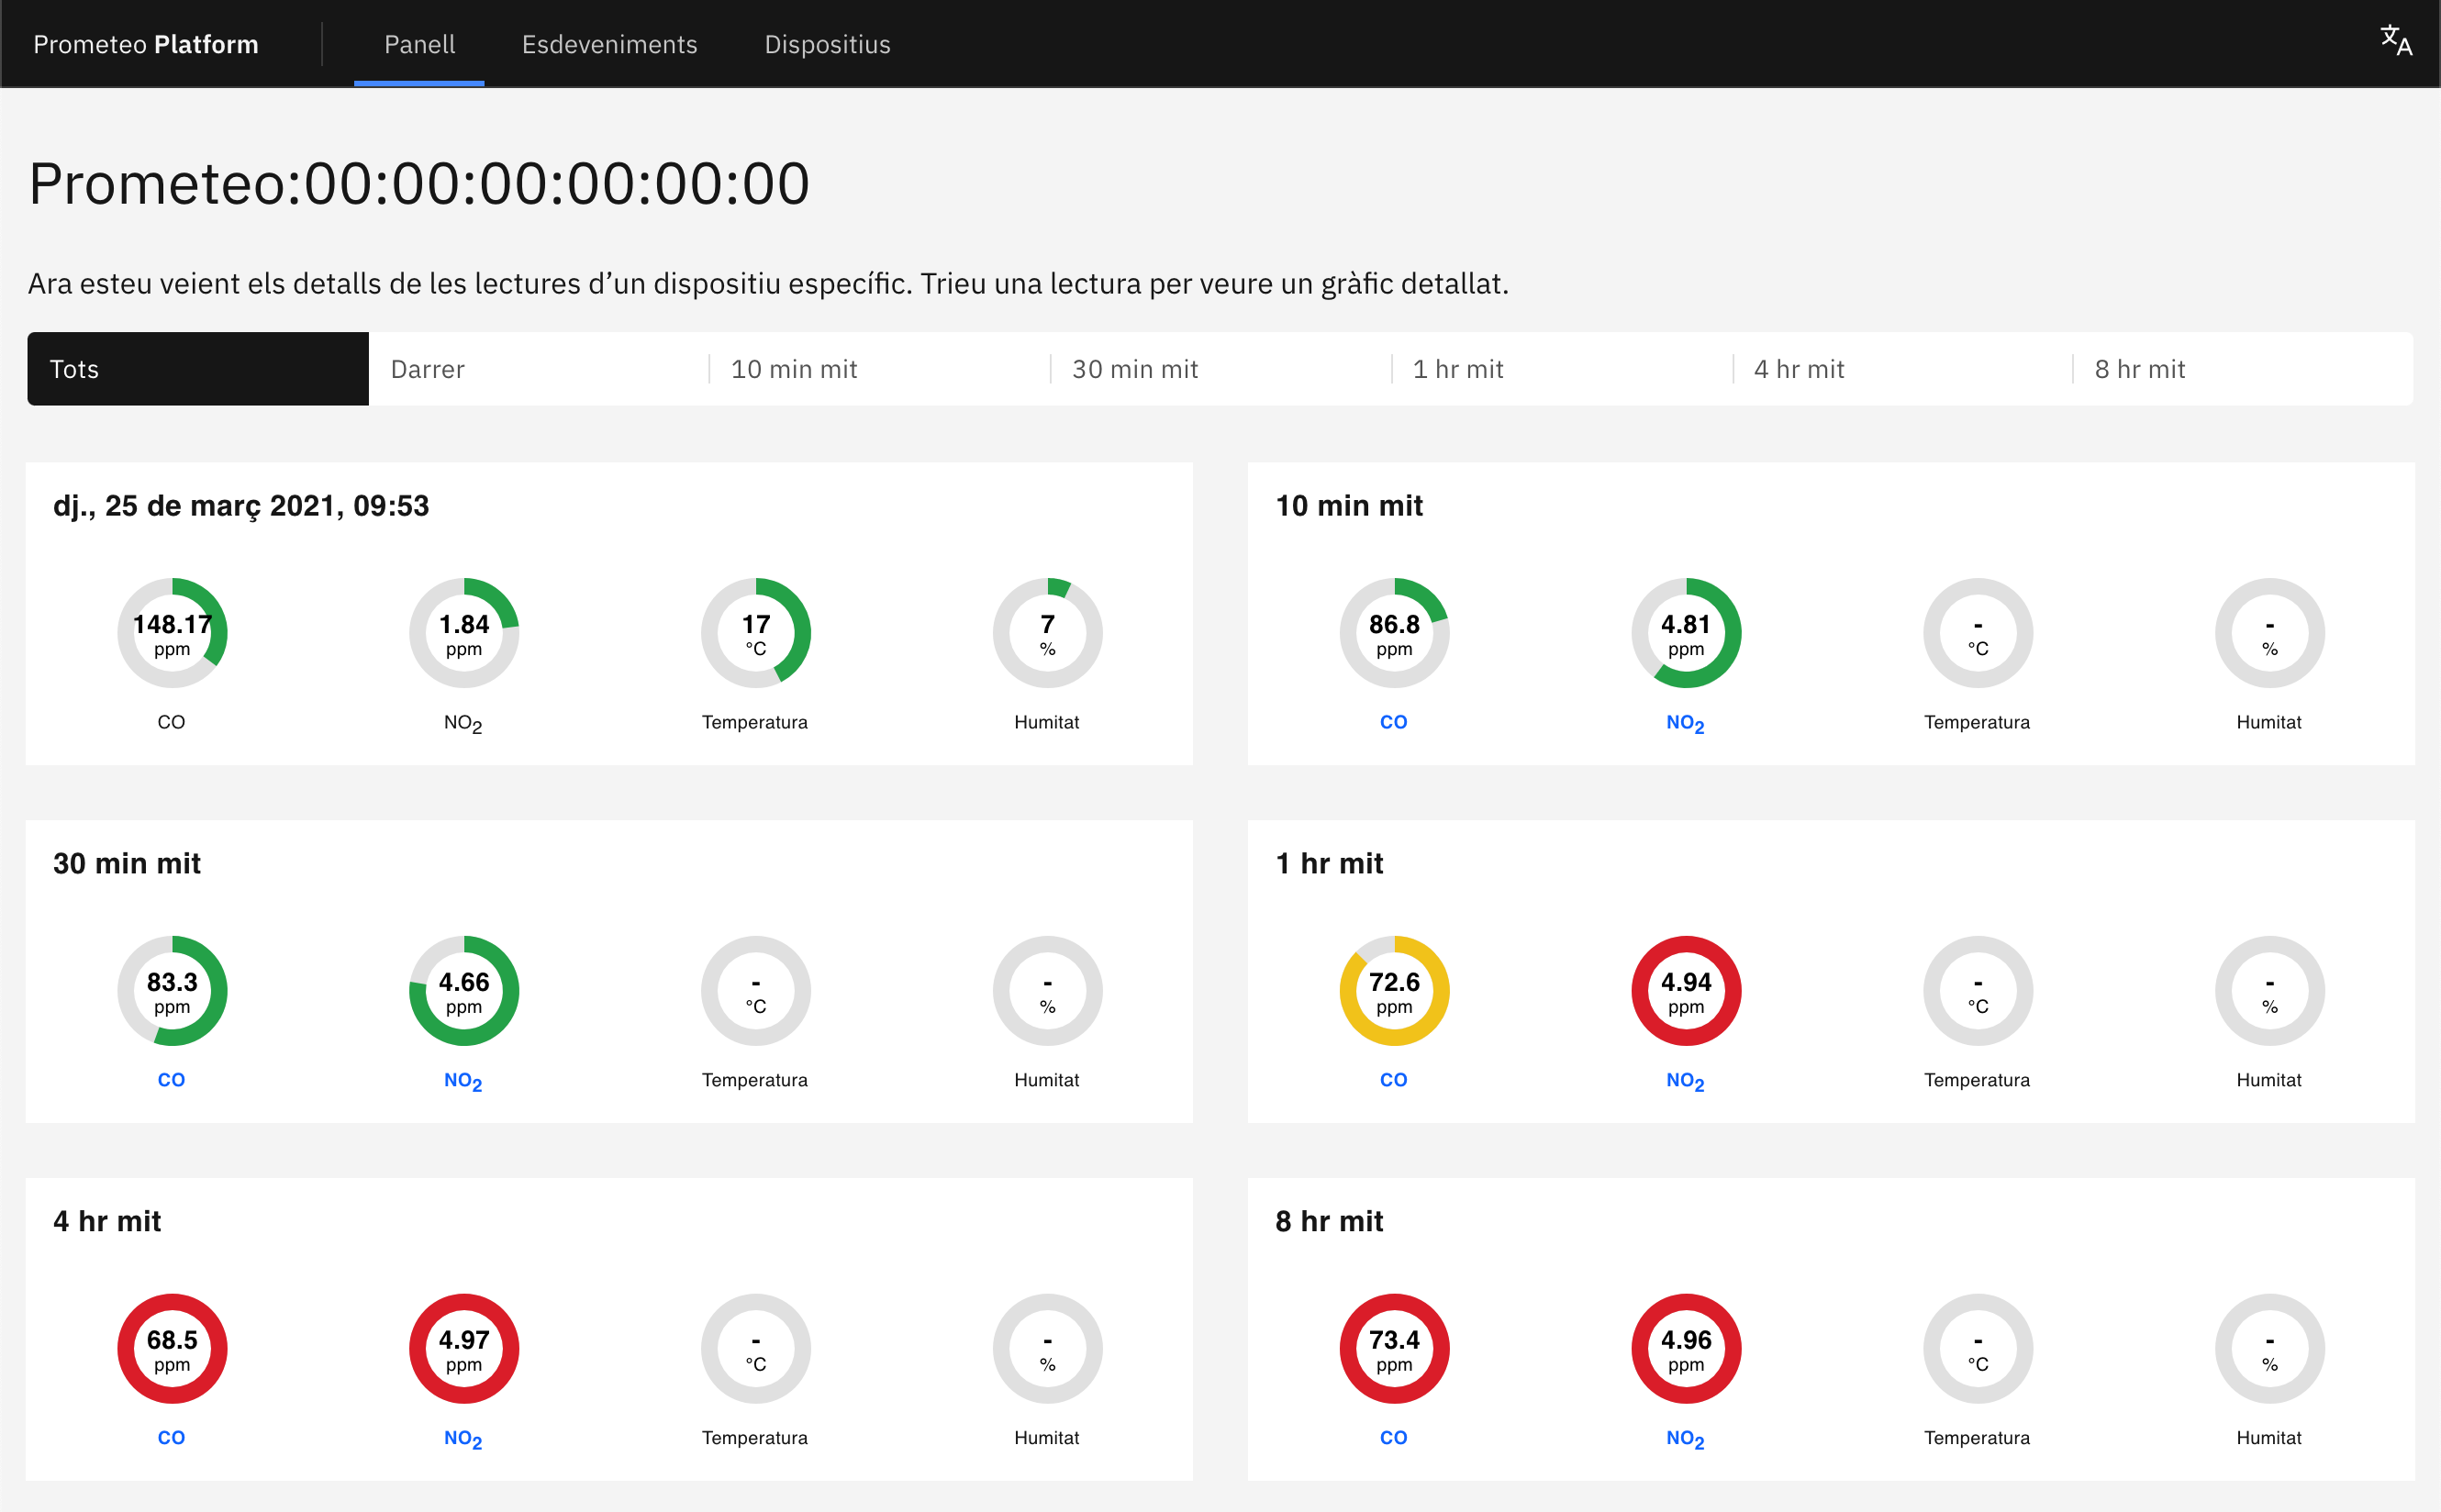 Prometeo Platform
Panell
Esdeveniments
Dispositius
Prometeo:00:00:00:00:00:00
Ara esteu veient els detalls de les lectures d’un dispositiu específic. Trieu una lectura per veure un gràfic detallat.
Tots
Darrer
10 min mit
30 min mit
1 hr mit
4 hr mit
8 hr mit
dj., 25 de març 2021, 09:53
148.17
ppm
CO
1.84
ppm
NO2
17
°C
Temperatura
7
%
Humitat
10 min mit
86.8
ppm
CO
4.81
ppm
NO2
-
°C
Temperatura
-
%
Humitat
30 min mit
83.3
ppm
CO
4.66
ppm
NO2
-
°C
Temperatura
-
%
Humitat
1 hr mit
72.6
ppm
CO
4.94
ppm
NO2
-
°C
Temperatura
-
%
Humitat
4 hr mit
68.5
ppm
CO
4.97
ppm
NO2
-
°C
Temperatura
-
%
Humitat
8 hr mit
73.4
ppm
CO
4.96
ppm
NO2
-
°C
Temperatura
-
%
Humitat